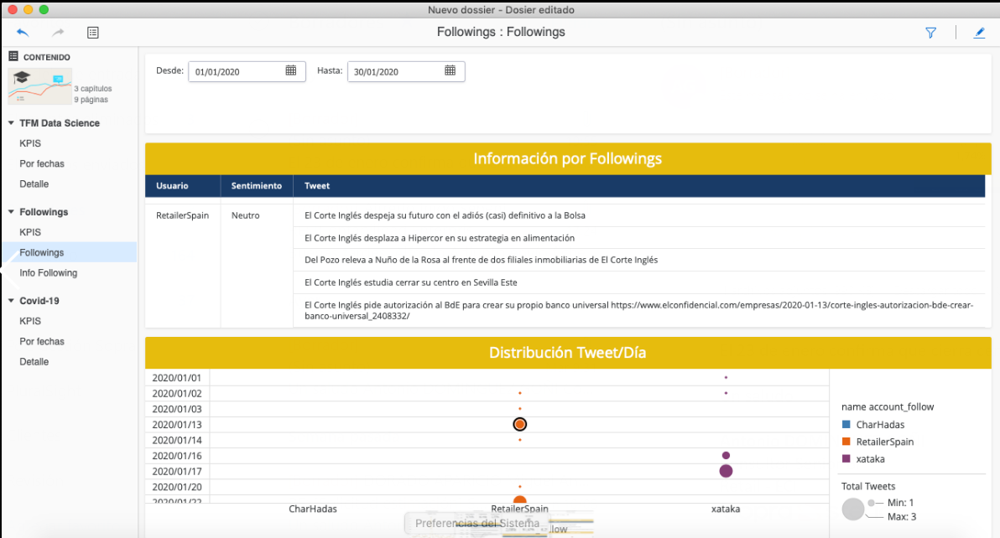 Nuevo dossier - Dosier editado
Followings : Followings
CONTENIDO
3 capítulos
9 páginas
TFM Data Science
KPIS
Por fechas
Detalle
Followings
KPIS
Followings
Info Following
Covid-19
KPIS
Por fechas
Detalle
Desde: 01/01/2020 Hasta: 30/01/2020
Información por Followings
Usuario Sentimiento Tweet
RetailerSpain Neutro El Corte Inglés despeja su futuro con el adiós (casi) definitivo a la Bolsa
El Corte Inglés desplaza a Hipercor en su estrategia en alimentación
Del Pozo releva a Nuño de la Rosa al frente de dos filiales inmobiliarias de El Corte Inglés
El Corte Inglés estudia cerrar su centro en Sevilla Este
El Corte Inglés pide autorización al BdE para crear su propio banco universal https://www.elconfidencial.com/empresas/2020-01-13/corte-ingles-autorizacion-bde-crear-
banco-universal_2408332/
Distribución Tweet/Día
2020/01/01
2020/01/02
2020/01/03
2020/01/13
2020/01/14
2020/01/16
2020/01/17
2020/01/20
2020/01/22
CharHadas RetailerSpain xataka
name account_follow
CharHadas
RetailerSpain
xataka
Total Tweets
Min: 1
Max: 3
Preferencias del Sistema